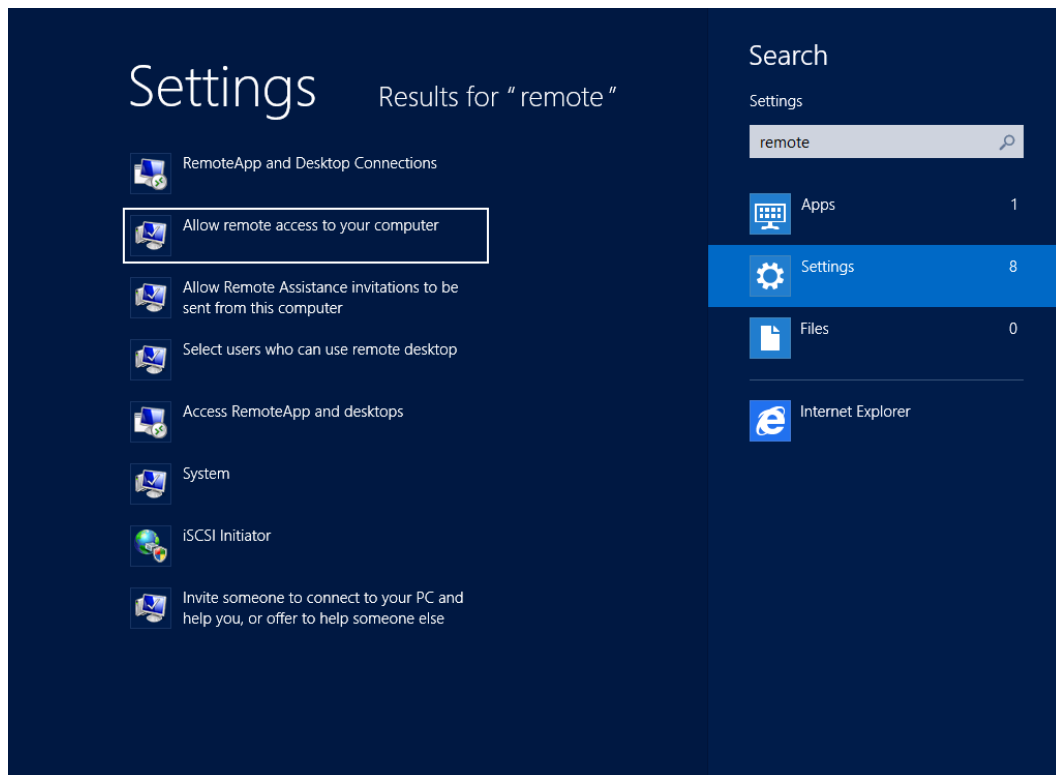 Settings Results for “remote”
RemoteApp and Desktop Connections
Allow remote access to your computer
Allow Remote Assistance invitations to be
sent from this computer
Select users who can use remote desktop
Access RemoteApp and desktops
System
iSCSI Initiator
Invite someone to connect to your PC and
help you, or offer to help someone else
Search
Settings
remote
Apps 1
Settings 8
Files 0
Internet Explorer